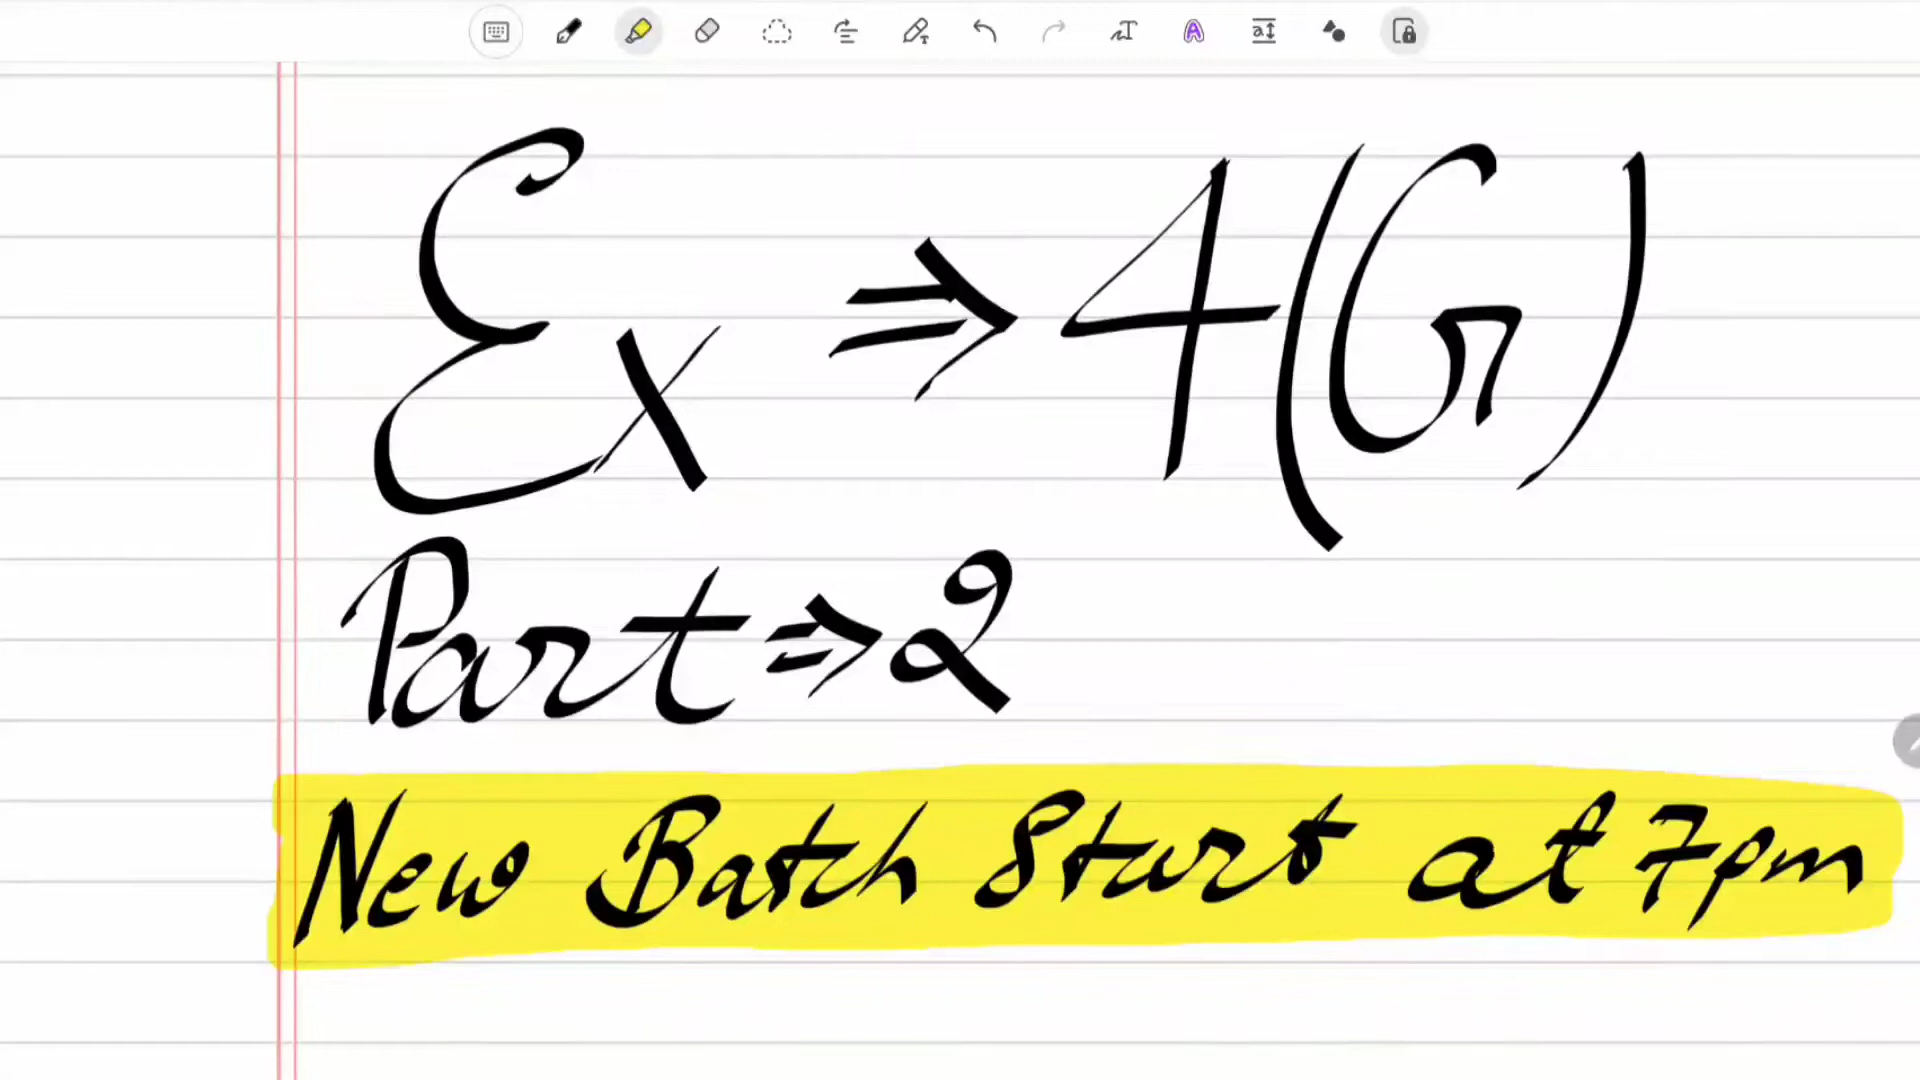 Ex ⇒ 4(G)
Part ⇒ 2
New Batch Start at 7pm